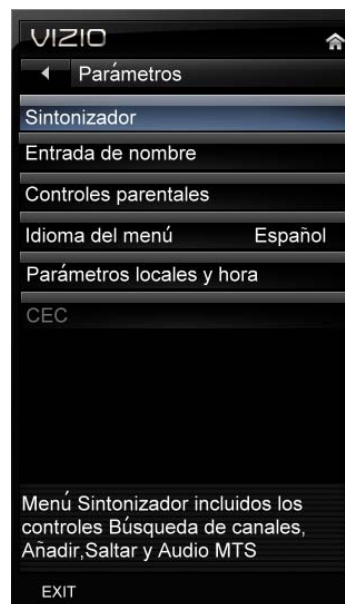 VIZIO
Parámetros
Sintonizador
Entrada de nombre
Controles parentales
Idioma del menú Español
Parámetros locales y hora
CEC
Menú Sintonizador incluidos los
controles Búsqueda de canales,
Añadir,Saltar y Audio MTS
EXIT